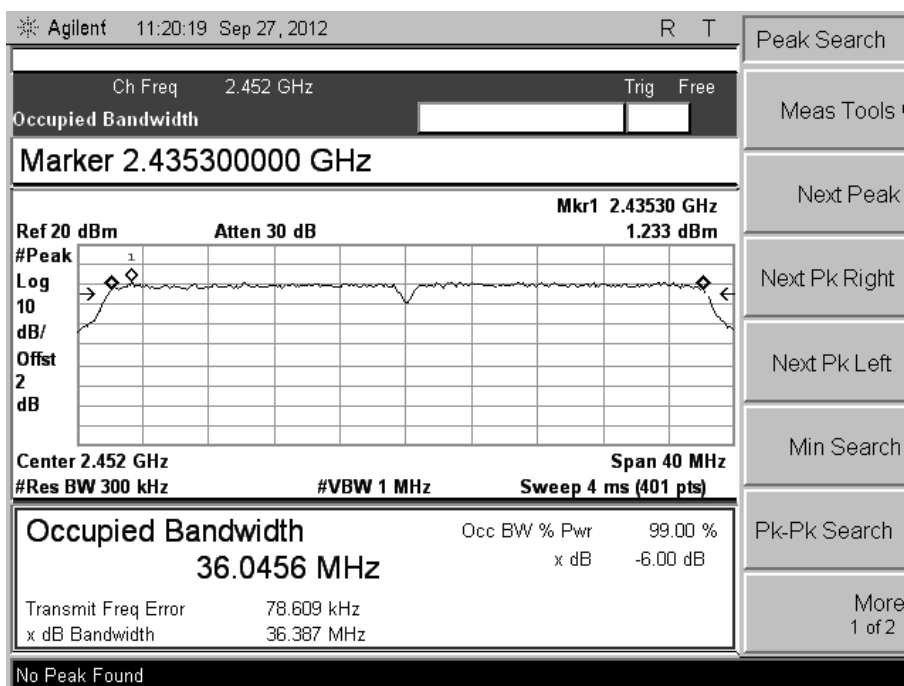 Agilent 11:20:19 Sep 27, 2012 R T
Ch Freq 2.452 GHz Trig Free
Occupied Bandwidth
Marker 2.435300000 GHz
Mkr1 2.43530 GHz
Ref 20 dBm Atten 30 dB 1.233 dBm
#Peak
1
Log
10
dB/
Offst
2
dB
Center 2.452 GHz Span 40 MHz
#Res BW 300 kHz #VBW 1 MHz Sweep 4 ms (401 pts)
Occupied Bandwidth Occ BW % Pwr 99.00 %
36.0456 MHz x dB -6.00 dB
Transmit Freq Error 78.609 kHz
x dB Bandwidth 36.387 MHz
No Peak Found
Peak Search
Meas Tools
Next Peak
Next Pk Right
Next Pk Left
Min Search
Pk-Pk Search
More
1 of 2